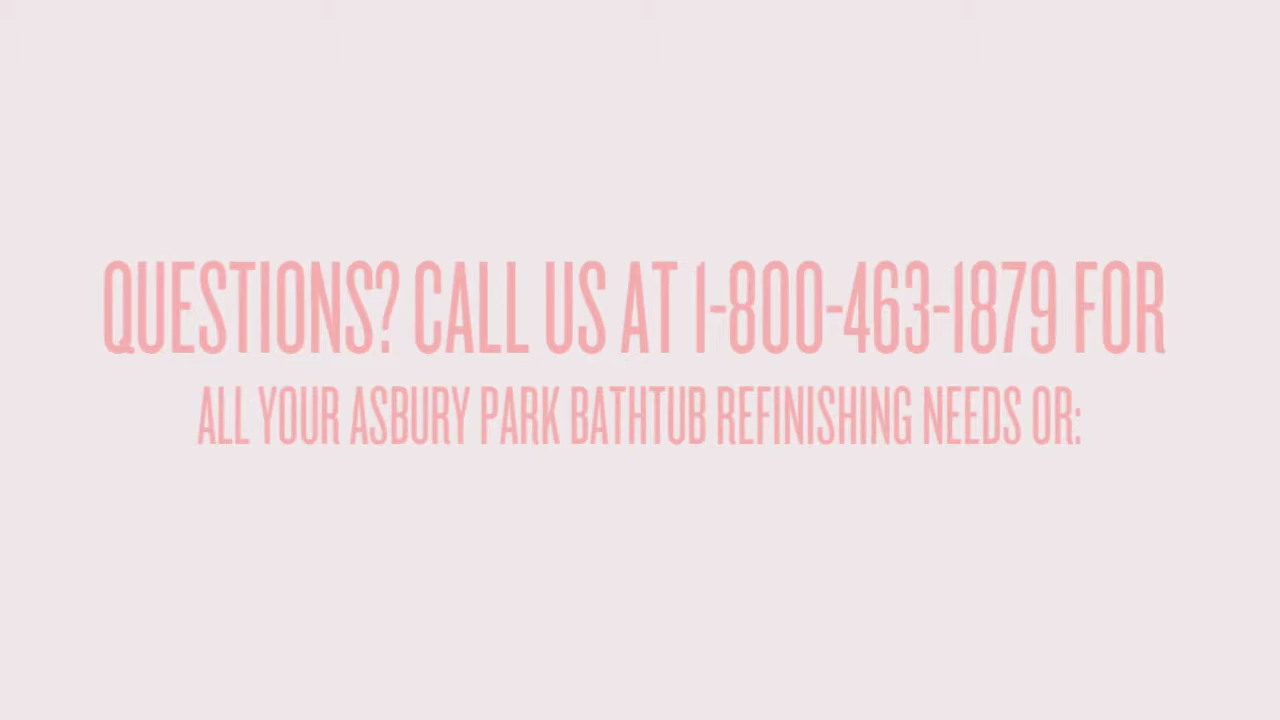 QUESTIONS? CALL US AT 1-800-463-1879 FOR
ALL YOUR ASBURY PARK BATHTUB REFINISHING NEEDS OR: